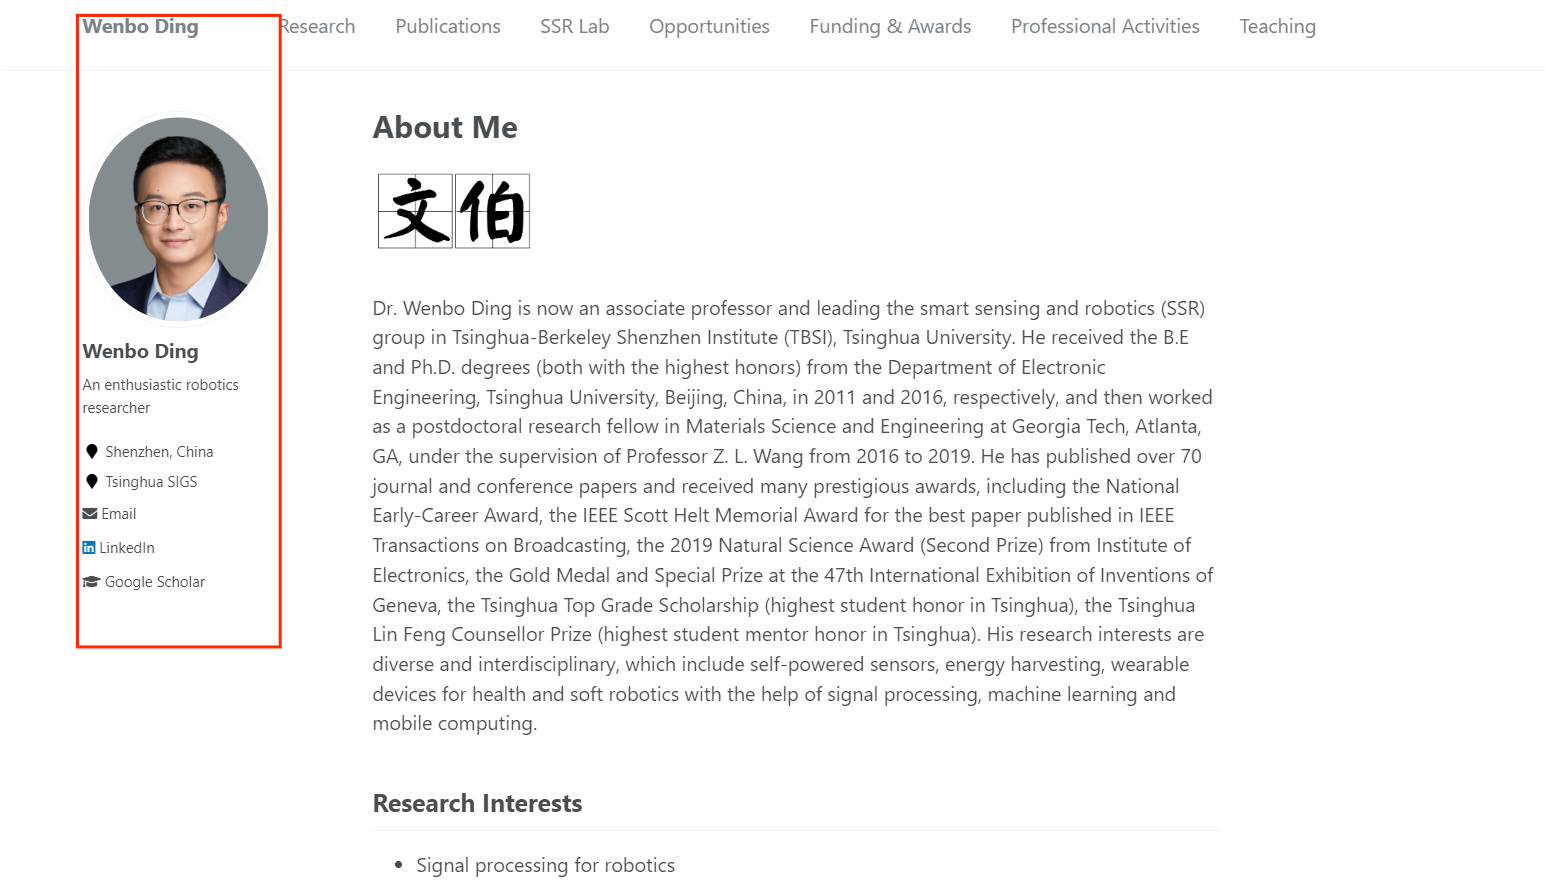 Wenbo Ding Research Publications SSR Lab Opportunities Funding & Awards Professional Activities Teaching
Wenbo Ding
An enthusiastic robotics
researcher
Shenzhen, China
Tsinghua SIGS
Email
LinkedIn
Google Scholar
About Me
文伯
Dr. Wenbo Ding is now an associate professor and leading the smart sensing and robotics (SSR)
group in Tsinghua-Berkeley Shenzhen Institute (TBSI), Tsinghua University. He received the B.E
and Ph.D. degrees (both with the highest honors) from the Department of Electronic
Engineering, Tsinghua University, Beijing, China, in 2011 and 2016, respectively, and then worked
as a postdoctoral research fellow in Materials Science and Engineering at Georgia Tech, Atlanta,
GA, under the supervision of Professor Z. L. Wang from 2016 to 2019. He has published over 70
journal and conference papers and received many prestigious awards, including the National
Early-Career Award, the IEEE Scott Helt Memorial Award for the best paper published in IEEE
Transactions on Broadcasting, the 2019 Natural Science Award (Second Prize) from Institute of
Electronics, the Gold Medal and Special Prize at the 47th International Exhibition of Inventions of
Geneva, the Tsinghua Top Grade Scholarship (highest student honor in Tsinghua), the Tsinghua
Lin Feng Counsellor Prize (highest student mentor honor in Tsinghua). His research interests are
diverse and interdisciplinary, which include self-powered sensors, energy harvesting, wearable
devices for health and soft robotics with the help of signal processing, machine learning and
mobile computing.
Research Interests
• Signal processing for robotics